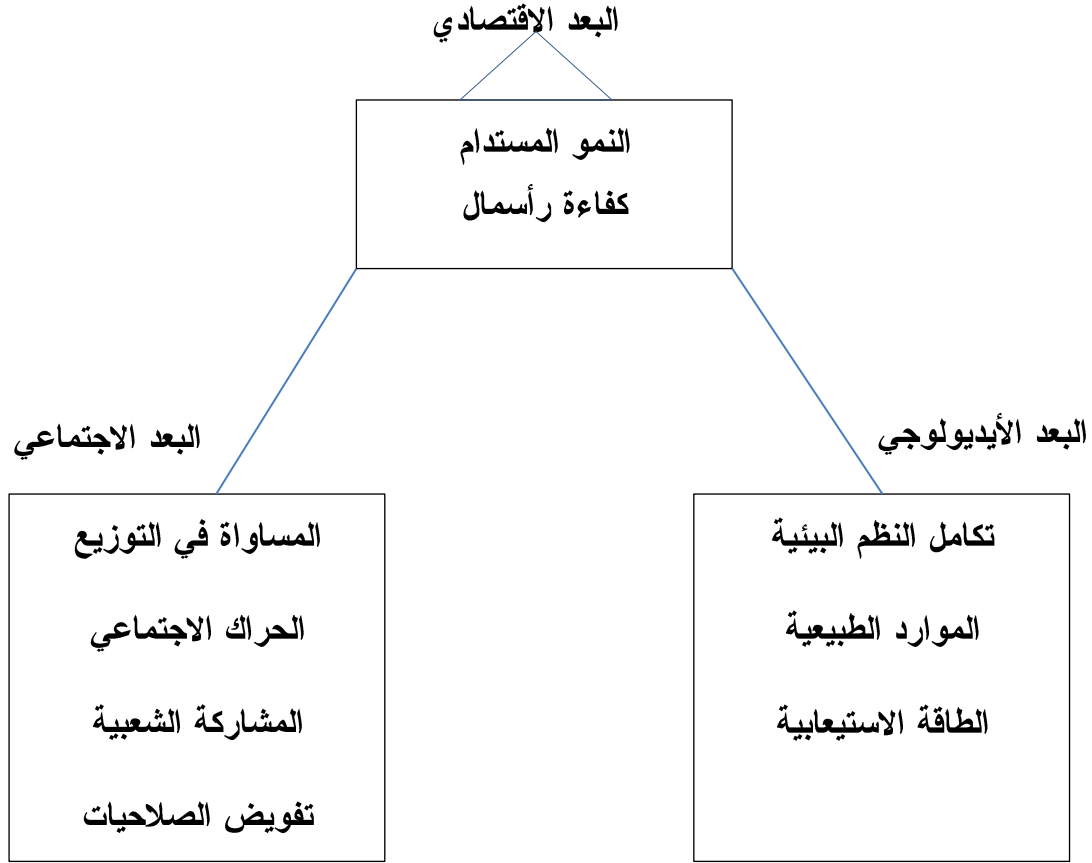 البعد الاقتصادي
النمو المستدام
كفاءة رأسمال
البعد الأيديولوجي
تكامل النظم البيئية
الموارد الطبيعية
الطاقة الاستيعابية
البعد الاجتماعي
المساواة في التوزيع
الحراك الاجتماعي
المشاركة الشعبية
تفويض الصلاحيات